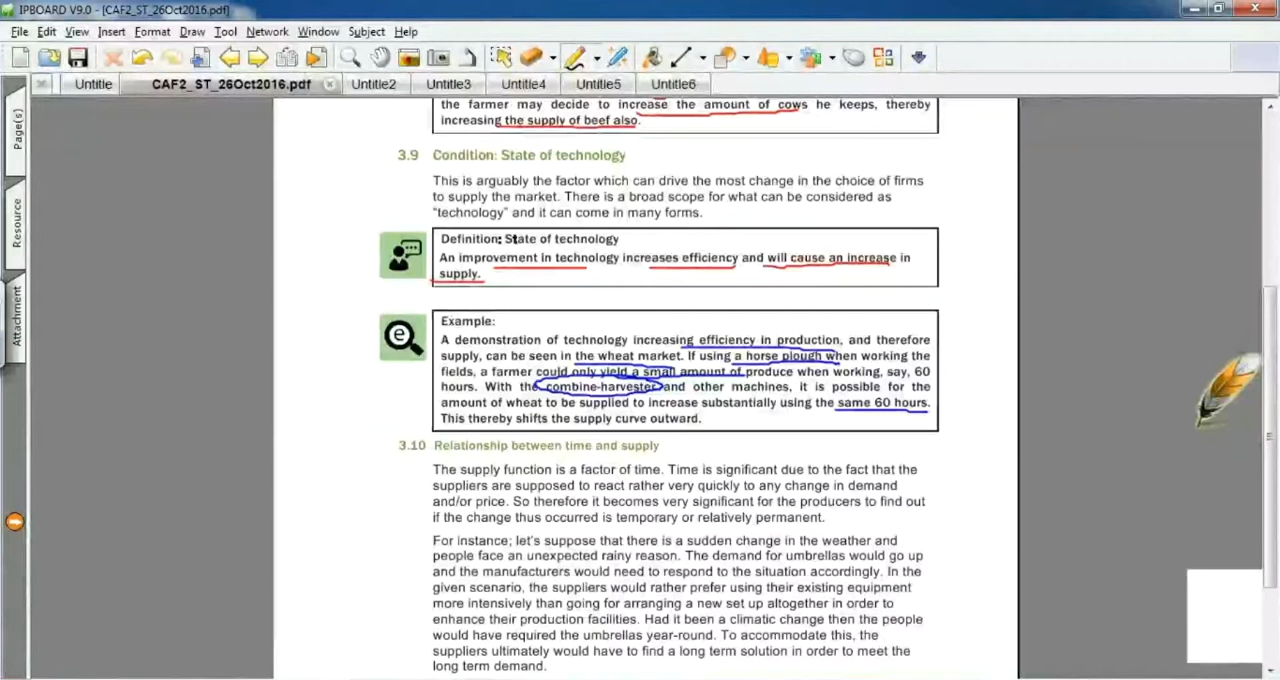 IPBOARD V9.0 - [CAF2_ST_26Oct2016.pdf]
File Edit View Insert Format Draw Tool Network Window Subject Help
Untitle CAF2_ST_26Oct2016.pdf Untitle2 Untitle3 Untitle4 Untitle5 Untitle6
Page(s)
Resource
Attachment
the farmer may decide to increase the amount of cows he keeps, thereby
increasing the supply of beef also.
3.9 Condition: State of technology
This is arguably the factor which can drive the most change in the choice of firms
to supply the market. There is a broad scope for what can be considered as
“technology” and it can come in many forms.
Definition: State of technology
An improvement in technology increases efficiency and will cause an increase in
supply.
e
Example:
A demonstration of technology increasing efficiency in production, and therefore
supply, can be seen in the wheat market. If using a horse plough when working the
fields, a farmer could only yield a small amount of produce when working, say, 60
hours. With the combine-harvester and other machines, it is possible for the
amount of wheat to be supplied to increase substantially using the same 60 hours.
This thereby shifts the supply curve outward.
3.10 Relationship between time and supply
The supply function is a factor of time. Time is significant due to the fact that the
suppliers are supposed to react rather very quickly to any change in demand
and/or price. So therefore it becomes very significant for the producers to find out
if the change thus occurred is temporary or relatively permanent.
For instance; let’s suppose that there is a sudden change in the weather and
people face an unexpected rainy reason. The demand for umbrellas would go up
and the manufacturers would need to respond to the situation accordingly. In the
given scenario, the suppliers would rather prefer using their existing equipment
more intensively than going for arranging a new set up altogether in order to
enhance their production facilities. Had it been a climatic change then the people
would have required the umbrellas year-round. To accommodate this, the
suppliers ultimately would have to find a long term solution in order to meet the
long term demand.